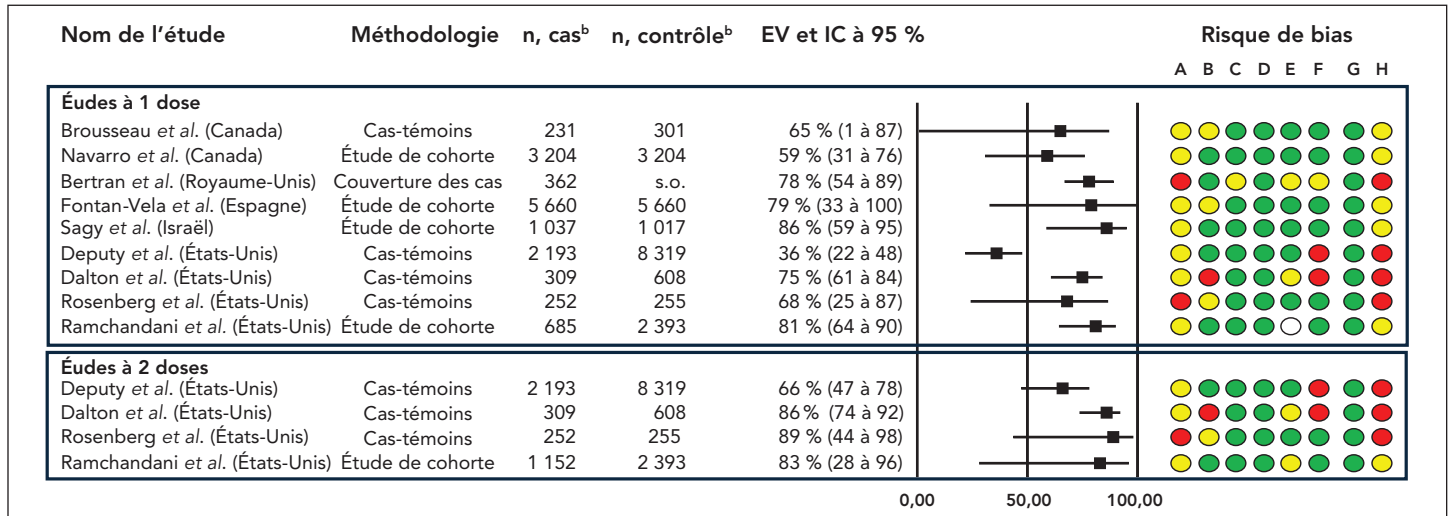 Nom de l'étude Méthodologie n, casᵇ n, contrôleᵇ EV et IC à 95 % Risque de bias
A B C D E F G H
Éudes à 1 dose
Brousseau et al. (Canada) Cas-témoins 231 301 65 % (1 à 87)
Navarro et al. (Canada) Étude de cohorte 3 204 3 204 59 % (31 à 76)
Bertran et al. (Royaume-Unis) Couverture des cas 362 s.o. 78 % (54 à 89)
Fontan-Vela et al. (Espagne) Étude de cohorte 5 660 5 660 79 % (33 à 100)
Sagy et al. (Israël) Étude de cohorte 1 037 1 017 86 % (59 à 95)
Deputy et al. (États-Unis) Cas-témoins 2 193 8 319 36 % (22 à 48)
Dalton et al. (États-Unis) Cas-témoins 309 608 75 % (61 à 84)
Rosenberg et al. (États-Unis) Cas-témoins 252 255 68 % (25 à 87)
Ramchandani et al. (États-Unis) Étude de cohorte 685 2 393 81 % (64 à 90)
Éudes à 2 doses
Deputy et al. (États-Unis) Cas-témoins 2 193 8 319 66 % (47 à 78)
Dalton et al. (États-Unis) Cas-témoins 309 608 86 % (74 à 92)
Rosenberg et al. (États-Unis) Cas-témoins 252 255 89 % (44 à 98)
Ramchandani et al. (États-Unis) Étude de cohorte 1 152 2 393 83 % (28 à 96)
0,00 50,00 100,00